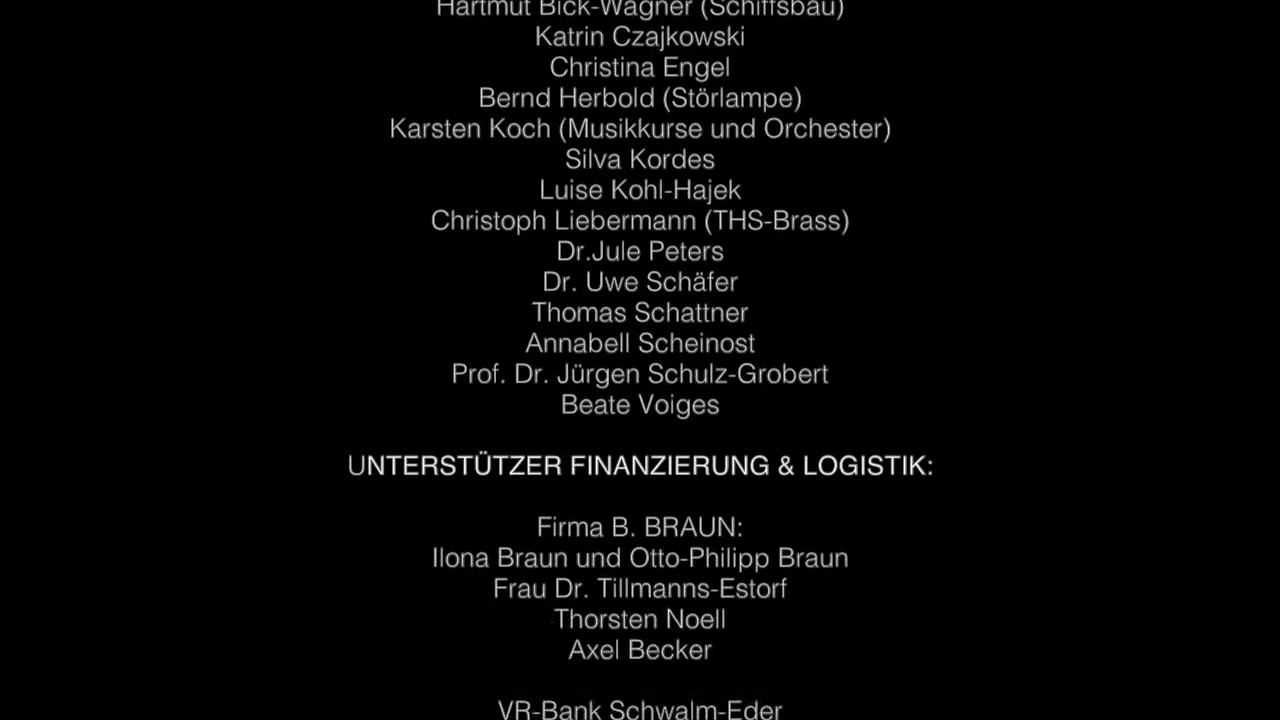 Hartmut Bick-Wagner (Schiffsbau)
Katrin Czajkowski
Christina Engel
Bernd Herbold (Störlampe)
Karsten Koch (Musikkurse und Orchester)
Silva Kordes
Luise Kohl-Hajek
Christoph Liebermann (THS-Brass)
Dr.Jule Peters
Dr. Uwe Schäfer
Thomas Schattner
Annabell Scheinost
Prof. Dr. Jürgen Schulz-Grobert
Beate Voiges
UNTERSTÜTZER FINANZIERUNG & LOGISTIK:
Firma B. BRAUN:
Ilona Braun und Otto-Philipp Braun
Frau Dr. Tillmanns-Estorf
Thorsten Noell
Axel Becker
VR-Bank Schwalm-Eder